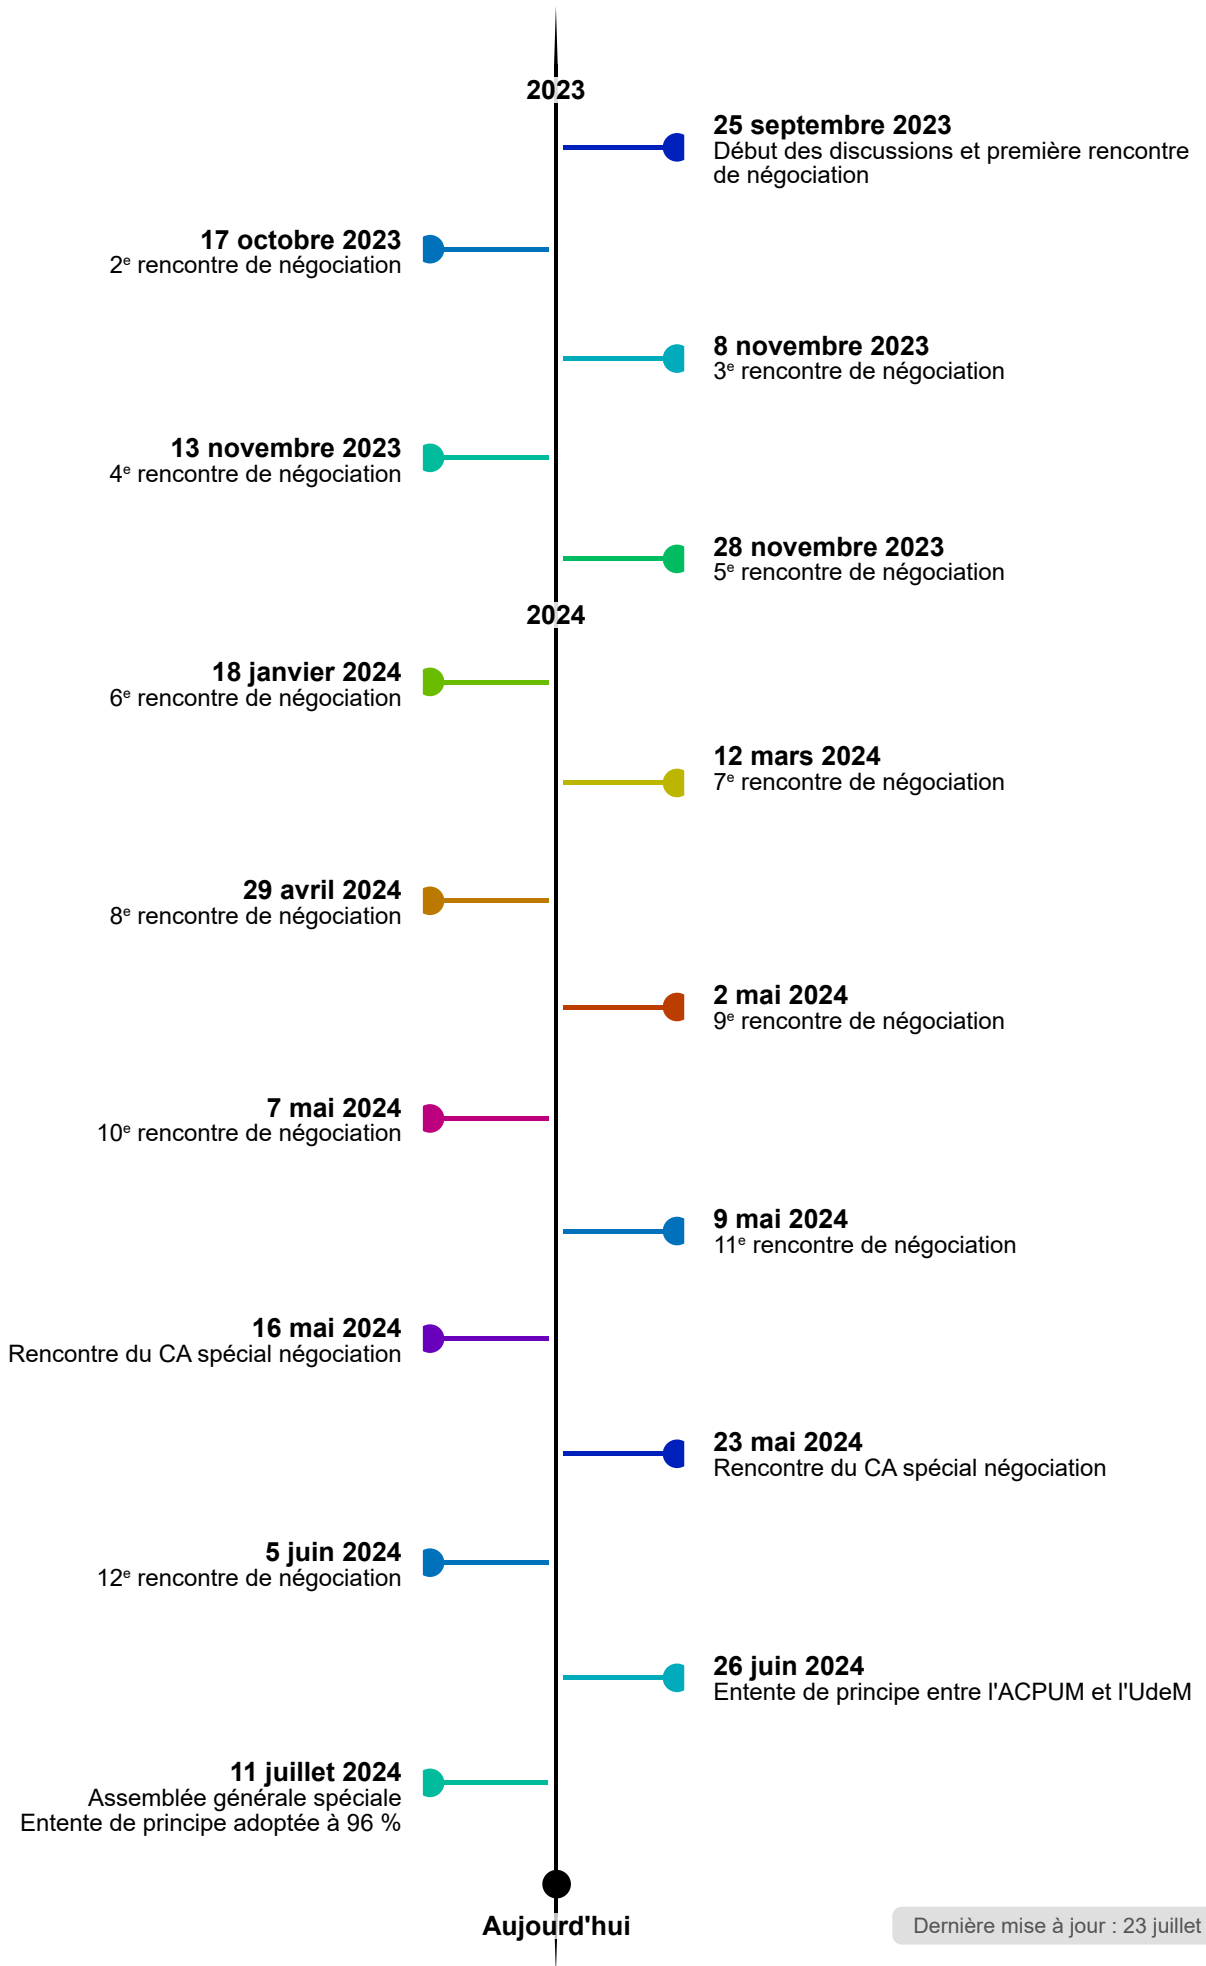 2023
25 septembre 2023
Début des discussions et première rencontre
de négociation
17 octobre 2023
2e rencontre de négociation
8 novembre 2023
3e rencontre de négociation
13 novembre 2023
4e rencontre de négociation
28 novembre 2023
5e rencontre de négociation
2024
18 janvier 2024
6e rencontre de négociation
12 mars 2024
7e rencontre de négociation
29 avril 2024
8e rencontre de négociation
2 mai 2024
9e rencontre de négociation
7 mai 2024
10e rencontre de négociation
9 mai 2024
11e rencontre de négociation
16 mai 2024
Rencontre du CA spécial négociation
23 mai 2024
Rencontre du CA spécial négociation
5 juin 2024
12e rencontre de négociation
26 juin 2024
Entente de principe entre l'ACPUM et l'UdeM
11 juillet 2024
Assemblée générale spéciale
Entente de principe adoptée à 96 %
Aujourd'hui
Dernière mise à jour : 23 juillet